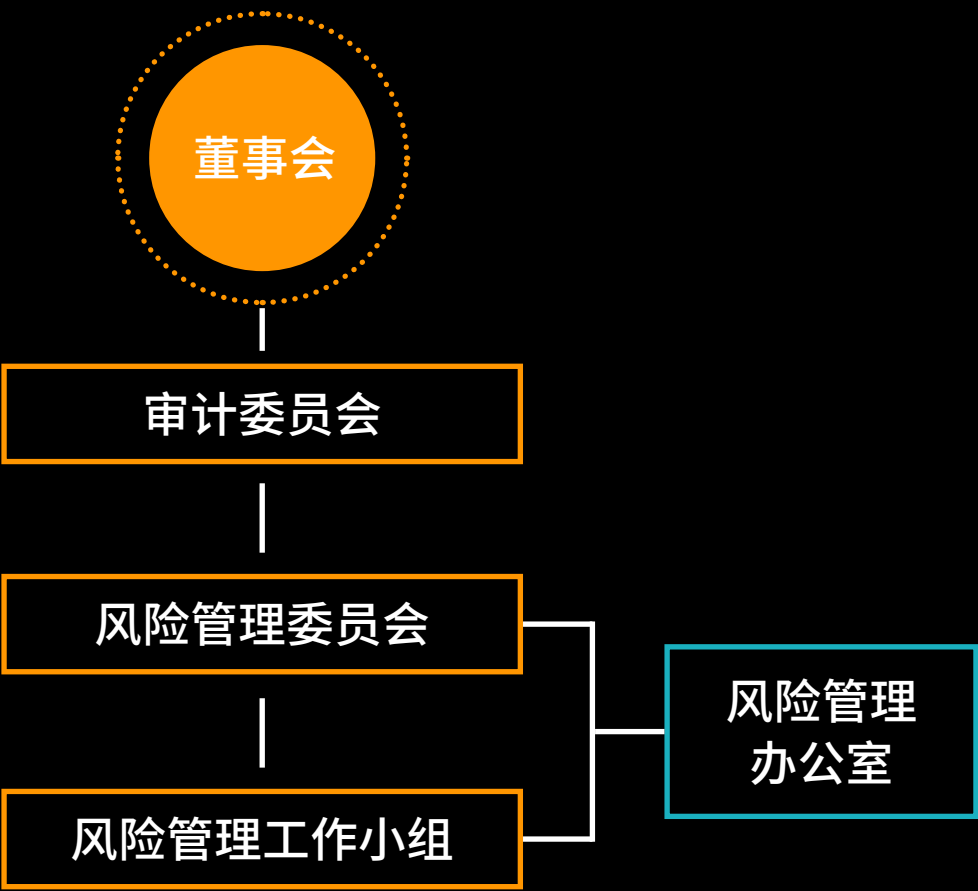 董事会
审计委员会
风险管理委员会
风险管理
办公室
风险管理工作小组